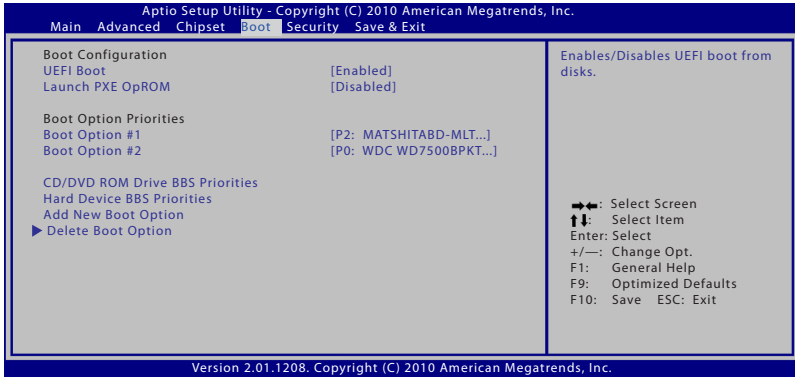 Aptio Setup Utility - Copyright (C) 2010 American Megatrends, Inc.
Main Advanced Chipset Boot Security Save & Exit
Boot Configuration
UEFI Boot [Enabled]
Launch PXE OpROM [Disabled]
Boot Option Priorities
Boot Option #1 [P2: MATSHITABD-MLT...]
Boot Option #2 [P0: WDC WD7500BPKT...]
CD/DVD ROM Drive BBS Priorities
Hard Device BBS Priorities
Add New Boot Option
▶ Delete Boot Option
Enables/Disables UEFI boot from
disks.
➡⬅: Select Screen
⬆⬇: Select Item
Enter: Select
+/—: Change Opt.
F1: General Help
F9: Optimized Defaults
F10: Save ESC: Exit
Version 2.01.1208. Copyright (C) 2010 American Megatrends, Inc.